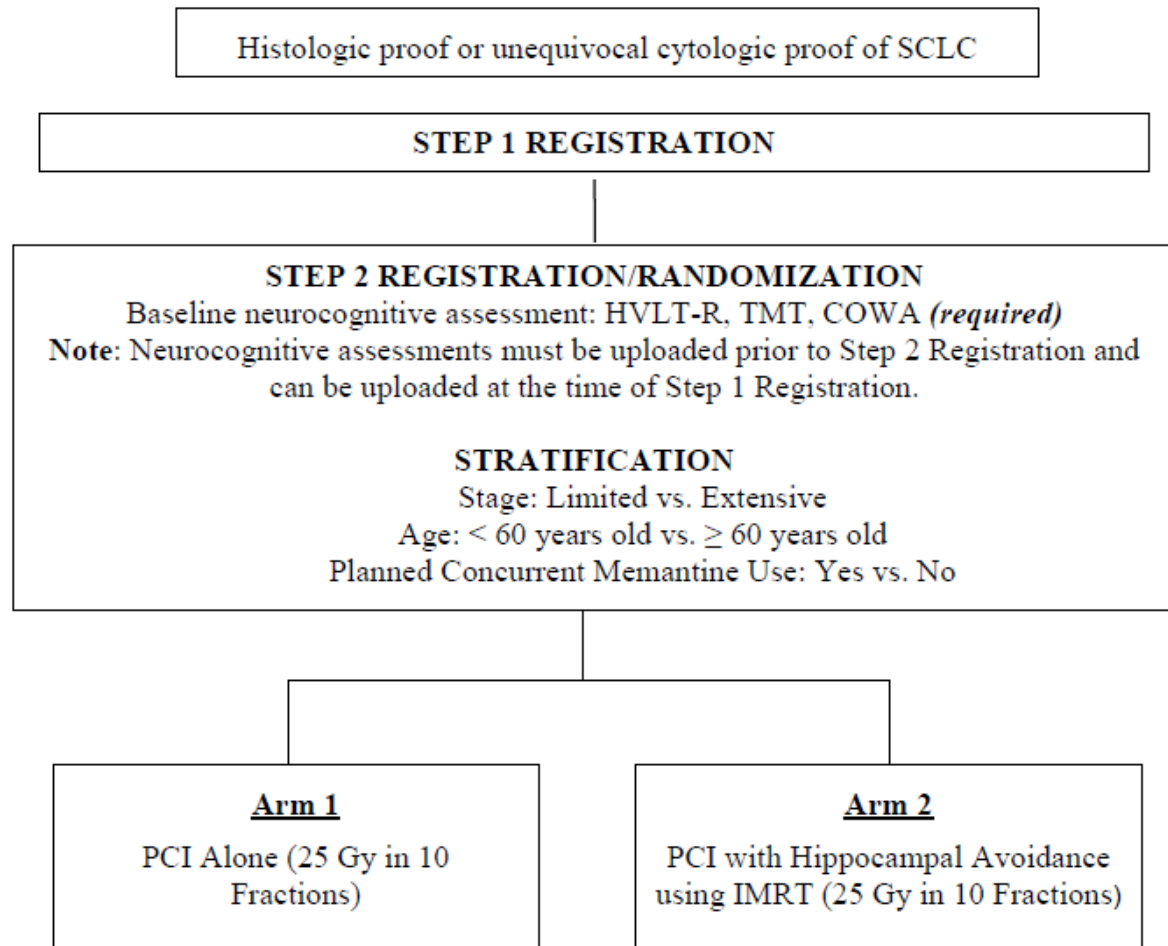 Histologic proof or unequivocal cytologic proof of SCLC
STEP 1 REGISTRATION
STEP 2 REGISTRATION/RANDOMIZATION
Baseline neurocognitive assessment: HVLT-R, TMT, COWA (required)
Note: Neurocognitive assessments must be uploaded prior to Step 2 Registration and
can be uploaded at the time of Step 1 Registration.
STRATIFICATION
Stage: Limited vs. Extensive
Age: < 60 years old vs. ≥ 60 years old
Planned Concurrent Memantine Use: Yes vs. No
Arm 1
PCI Alone (25 Gy in 10
Fractions)
Arm 2
PCI with Hippocampal Avoidance
using IMRT (25 Gy in 10 Fractions)